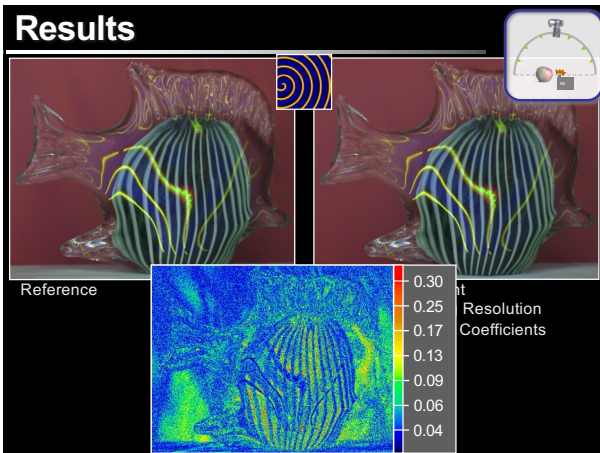 Results
Reference
nt
Resolution
Coefficients
0.30
0.25
0.17
0.13
0.09
0.06
0.04